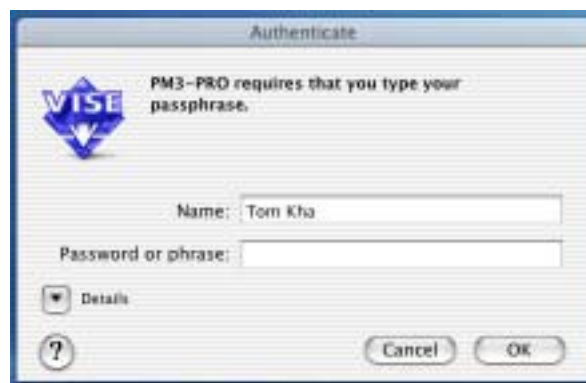 Authenticate
VISE
PM3-PRO requires that you type your
passphrase.
Name: Tom Kha
Password or phrase:
Details
?
Cancel OK